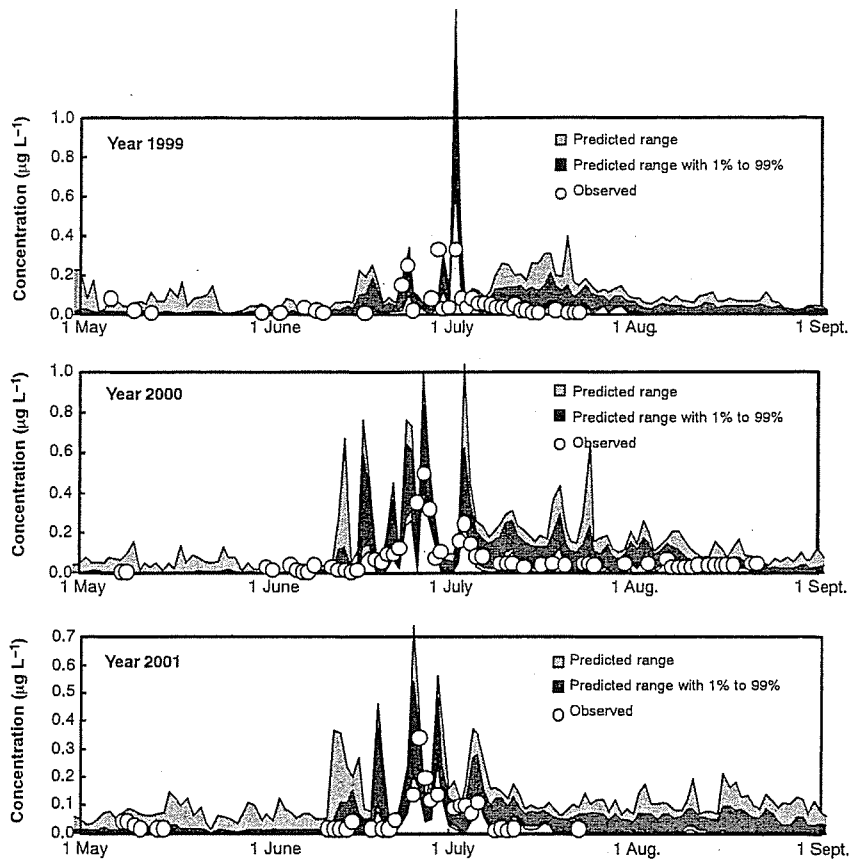 Concentration (µg L⁻¹)
1.0
0.8
0.6
0.4
0.2
0.0
Year 1999
Predicted range
Predicted range with 1% to 99%
Observed
1 May
1 June
1 July
1 Aug.
1 Sept.
Concentration (µg L⁻¹)
1.0
0.8
0.6
0.4
0.2
0.0
Year 2000
Predicted range
Predicted range with 1% to 99%
Observed
1 May
1 June
1 July
1 Aug.
1 Sept.
Concentration (µg L⁻¹)
0.7
0.6
0.5
0.4
0.3
0.2
0.1
0.0
Year 2001
Predicted range
Predicted range with 1% to 99%
Observed
1 May
1 June
1 July
1 Aug.
1 Sept.